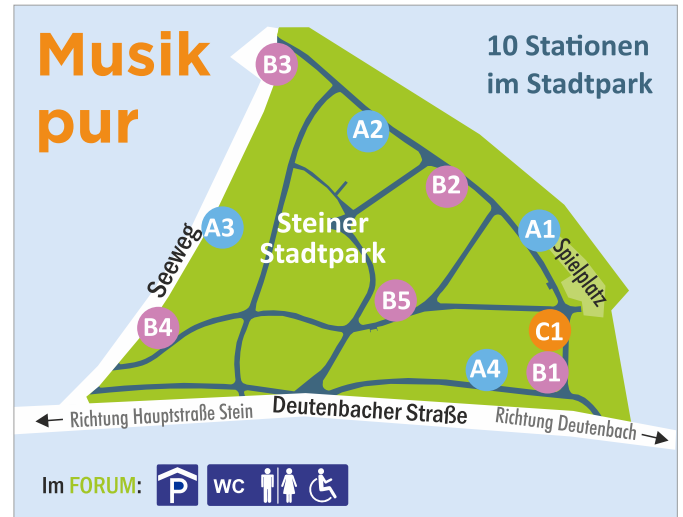 Musik
pur
10 Stationen
im Stadtpark
B3
A2
B2
A1
A3
Steiner
Stadtpark
Seeweg
Spielplatz
B5
B4
C1
A4
B1
Richtung Hauptstraße Stein
Deutenbacher Straße
Richtung Deutenbach
Im FORUM:
P
WC